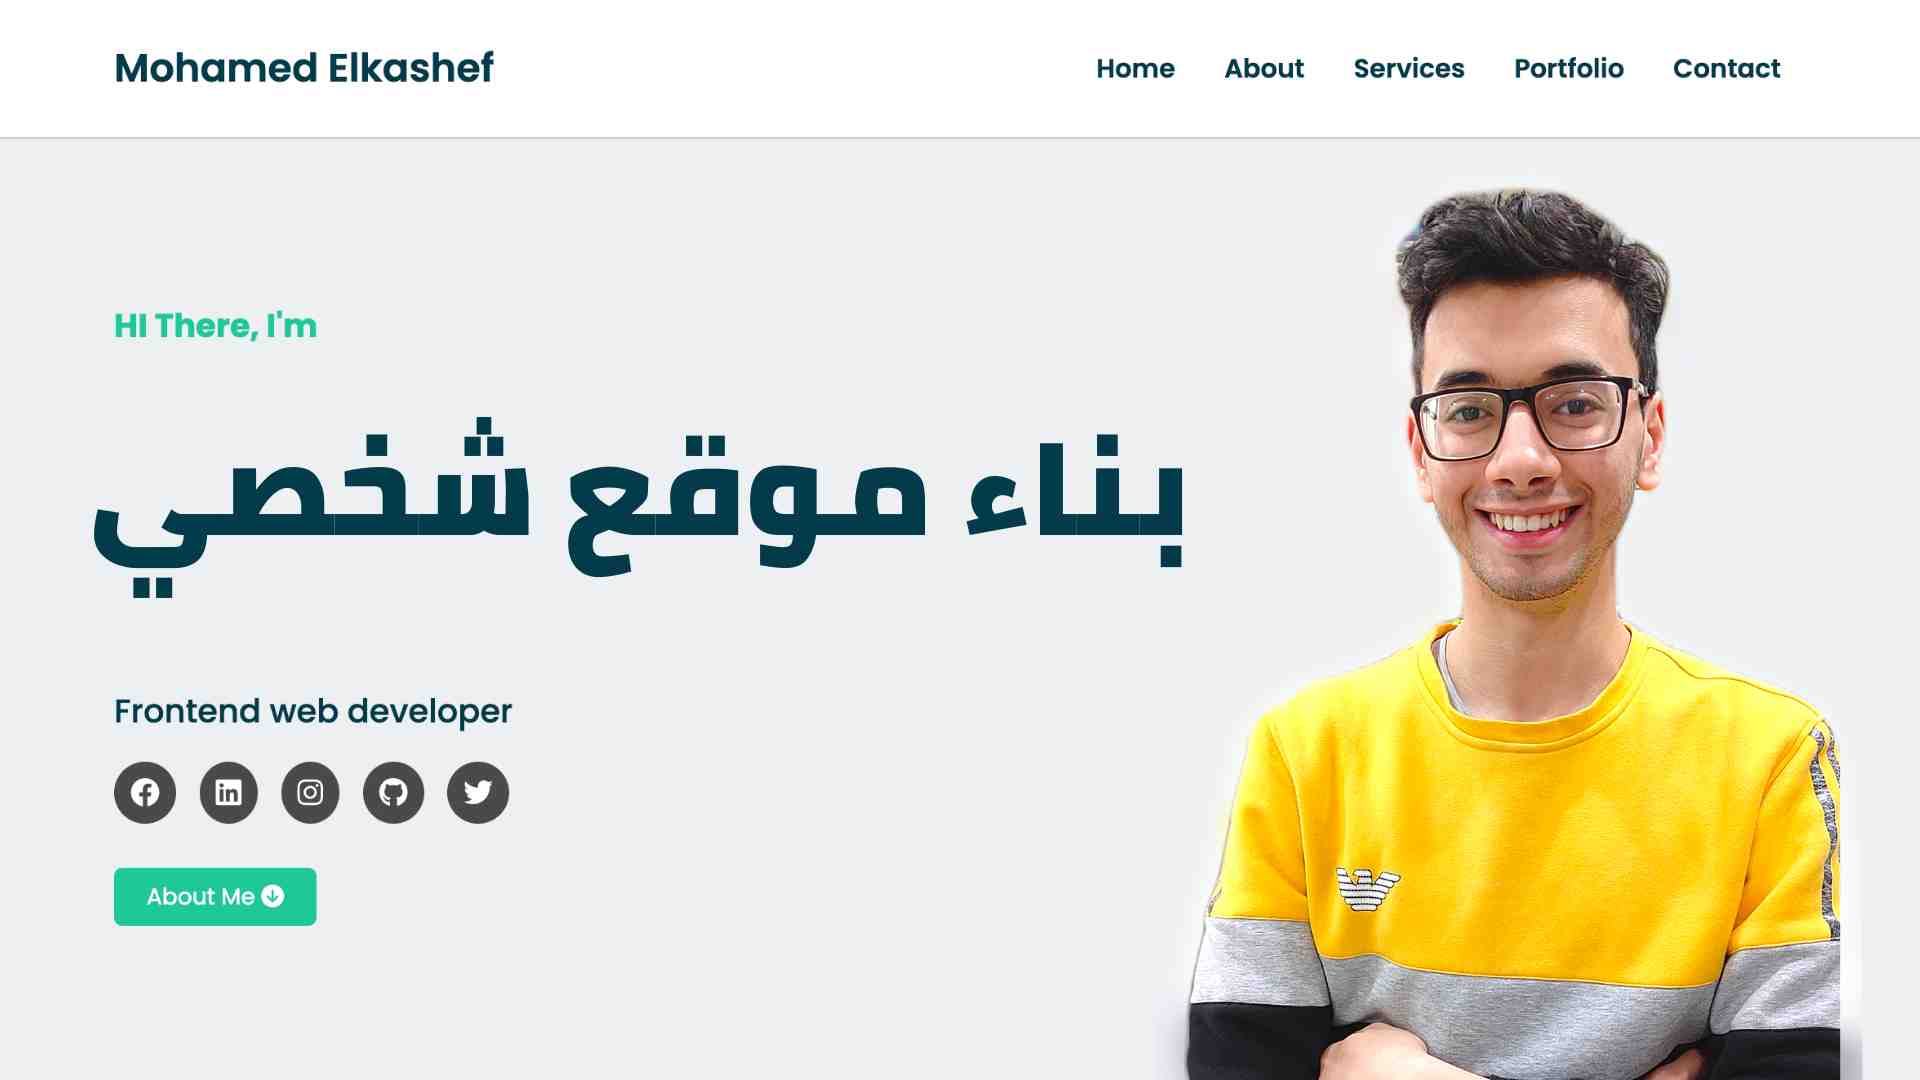 Mohamed Elkashef
Home About Services Portfolio Contact
HI There, I'm
بناء موقع شخصي
Frontend web developer
About Me